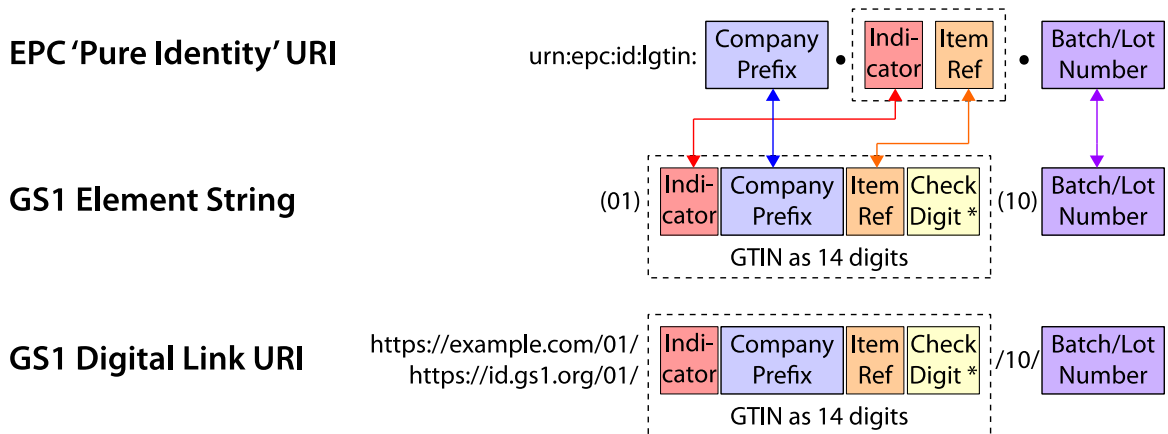 EPC ‘Pure Identity’ URI
urn:epc:id:lgtin:
Company
Prefix
•
Indi-
cator
Item
Ref
•
Batch/Lot
Number
GS1 Element String
(01)
Indi-
cator
Company
Prefix
Item
Ref
Check
Digit *
(10)
Batch/Lot
Number
GTIN as 14 digits
GS1 Digital Link URI
https://example.com/01/
https://id.gs1.org/01/
Indi-
cator
Company
Prefix
Item
Ref
Check
Digit *
/10/
Batch/Lot
Number
GTIN as 14 digits